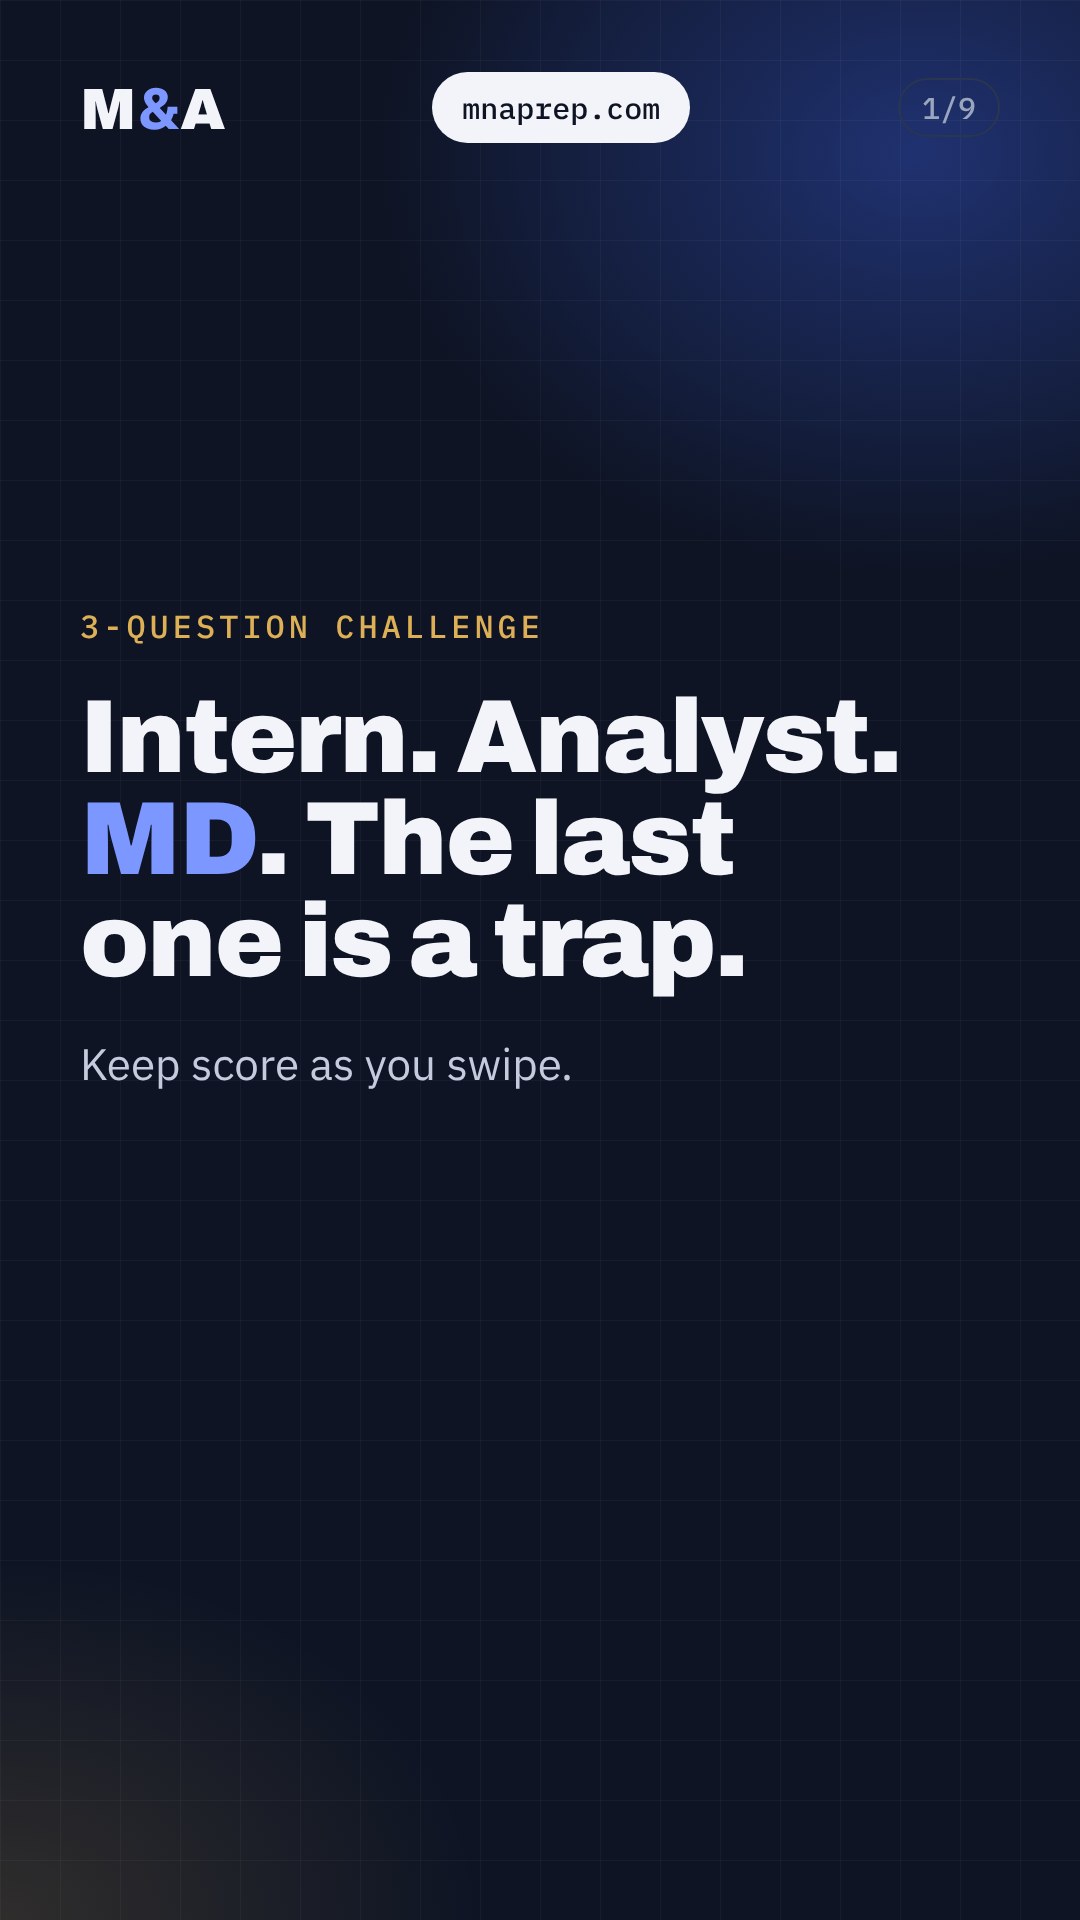 M&A
mnaprep.com
1/9
3-QUESTION CHALLENGE
Intern. Analyst.
MD. The last
one is a trap.
Keep score as you swipe.